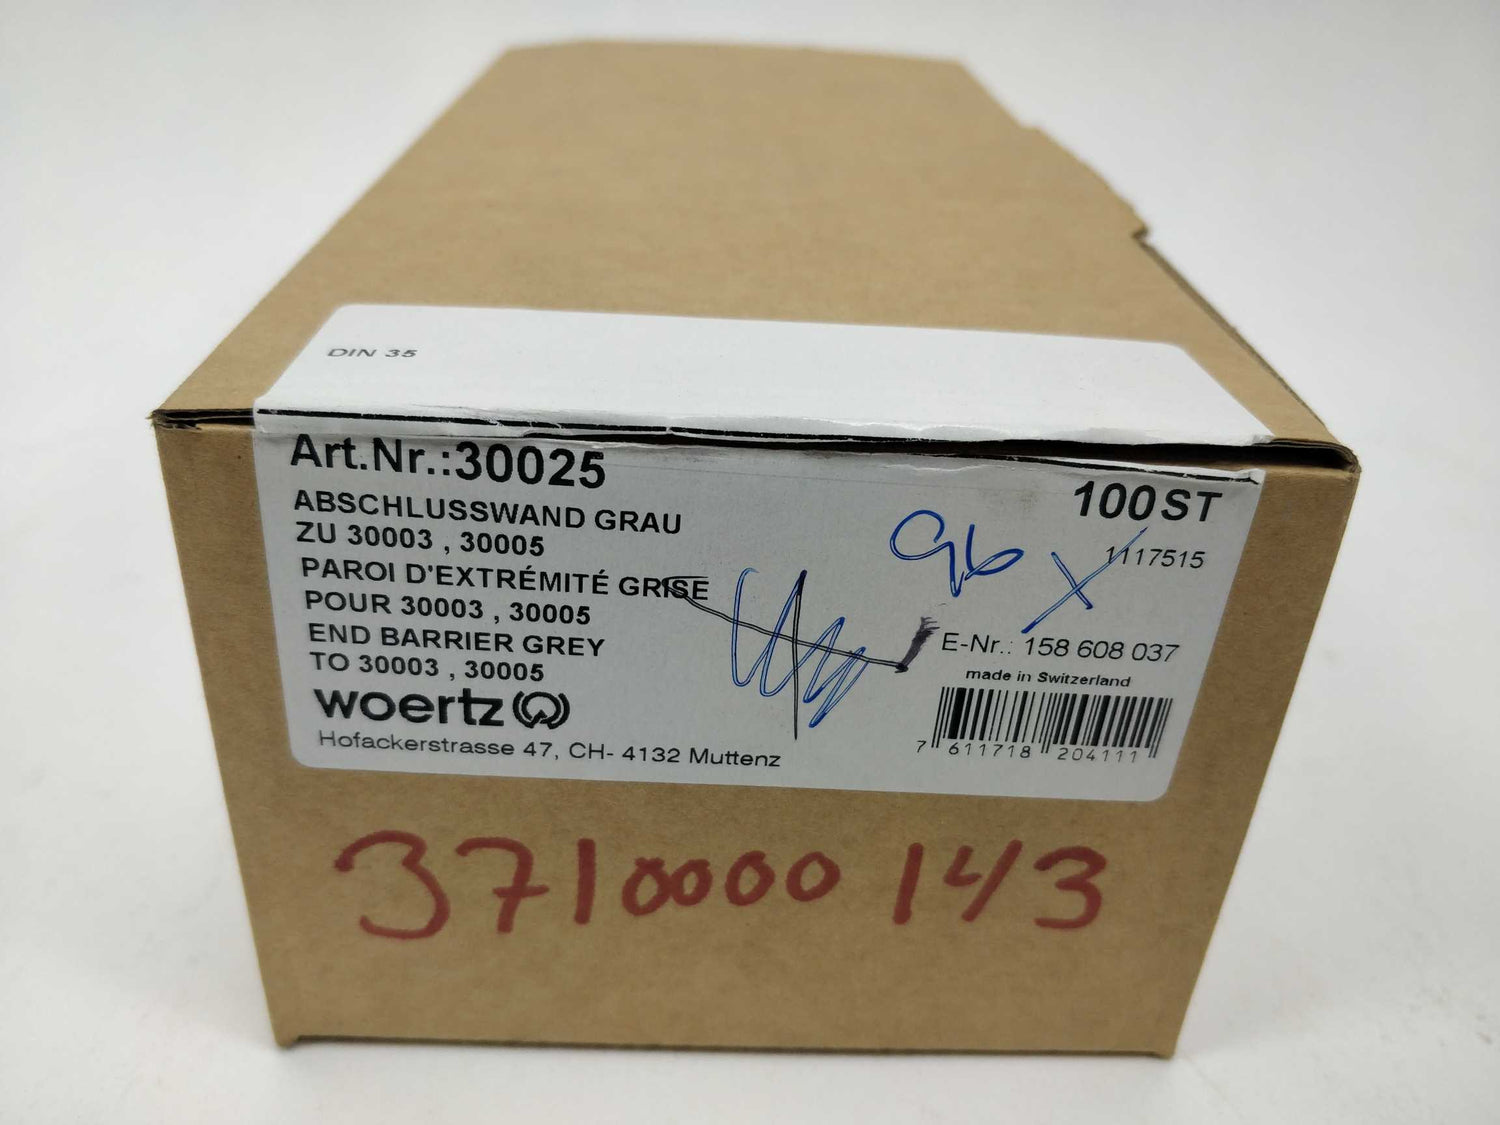 DIN 35
Art.Nr.:30025
100ST
ABSCHLUSSWAND GRAU
ZU 30003 , 30005
PAROI D'EXTRÉMITÉ GRISE
POUR 30003 , 30005
END BARRIER GREY
TO 30003 , 30005
woertz
Hofackerstrasse 47, CH- 4132 Muttenz
96 X
1117515
E-Nr.: 158 608 037
made in Switzerland
7 611718 204111
3710000 143